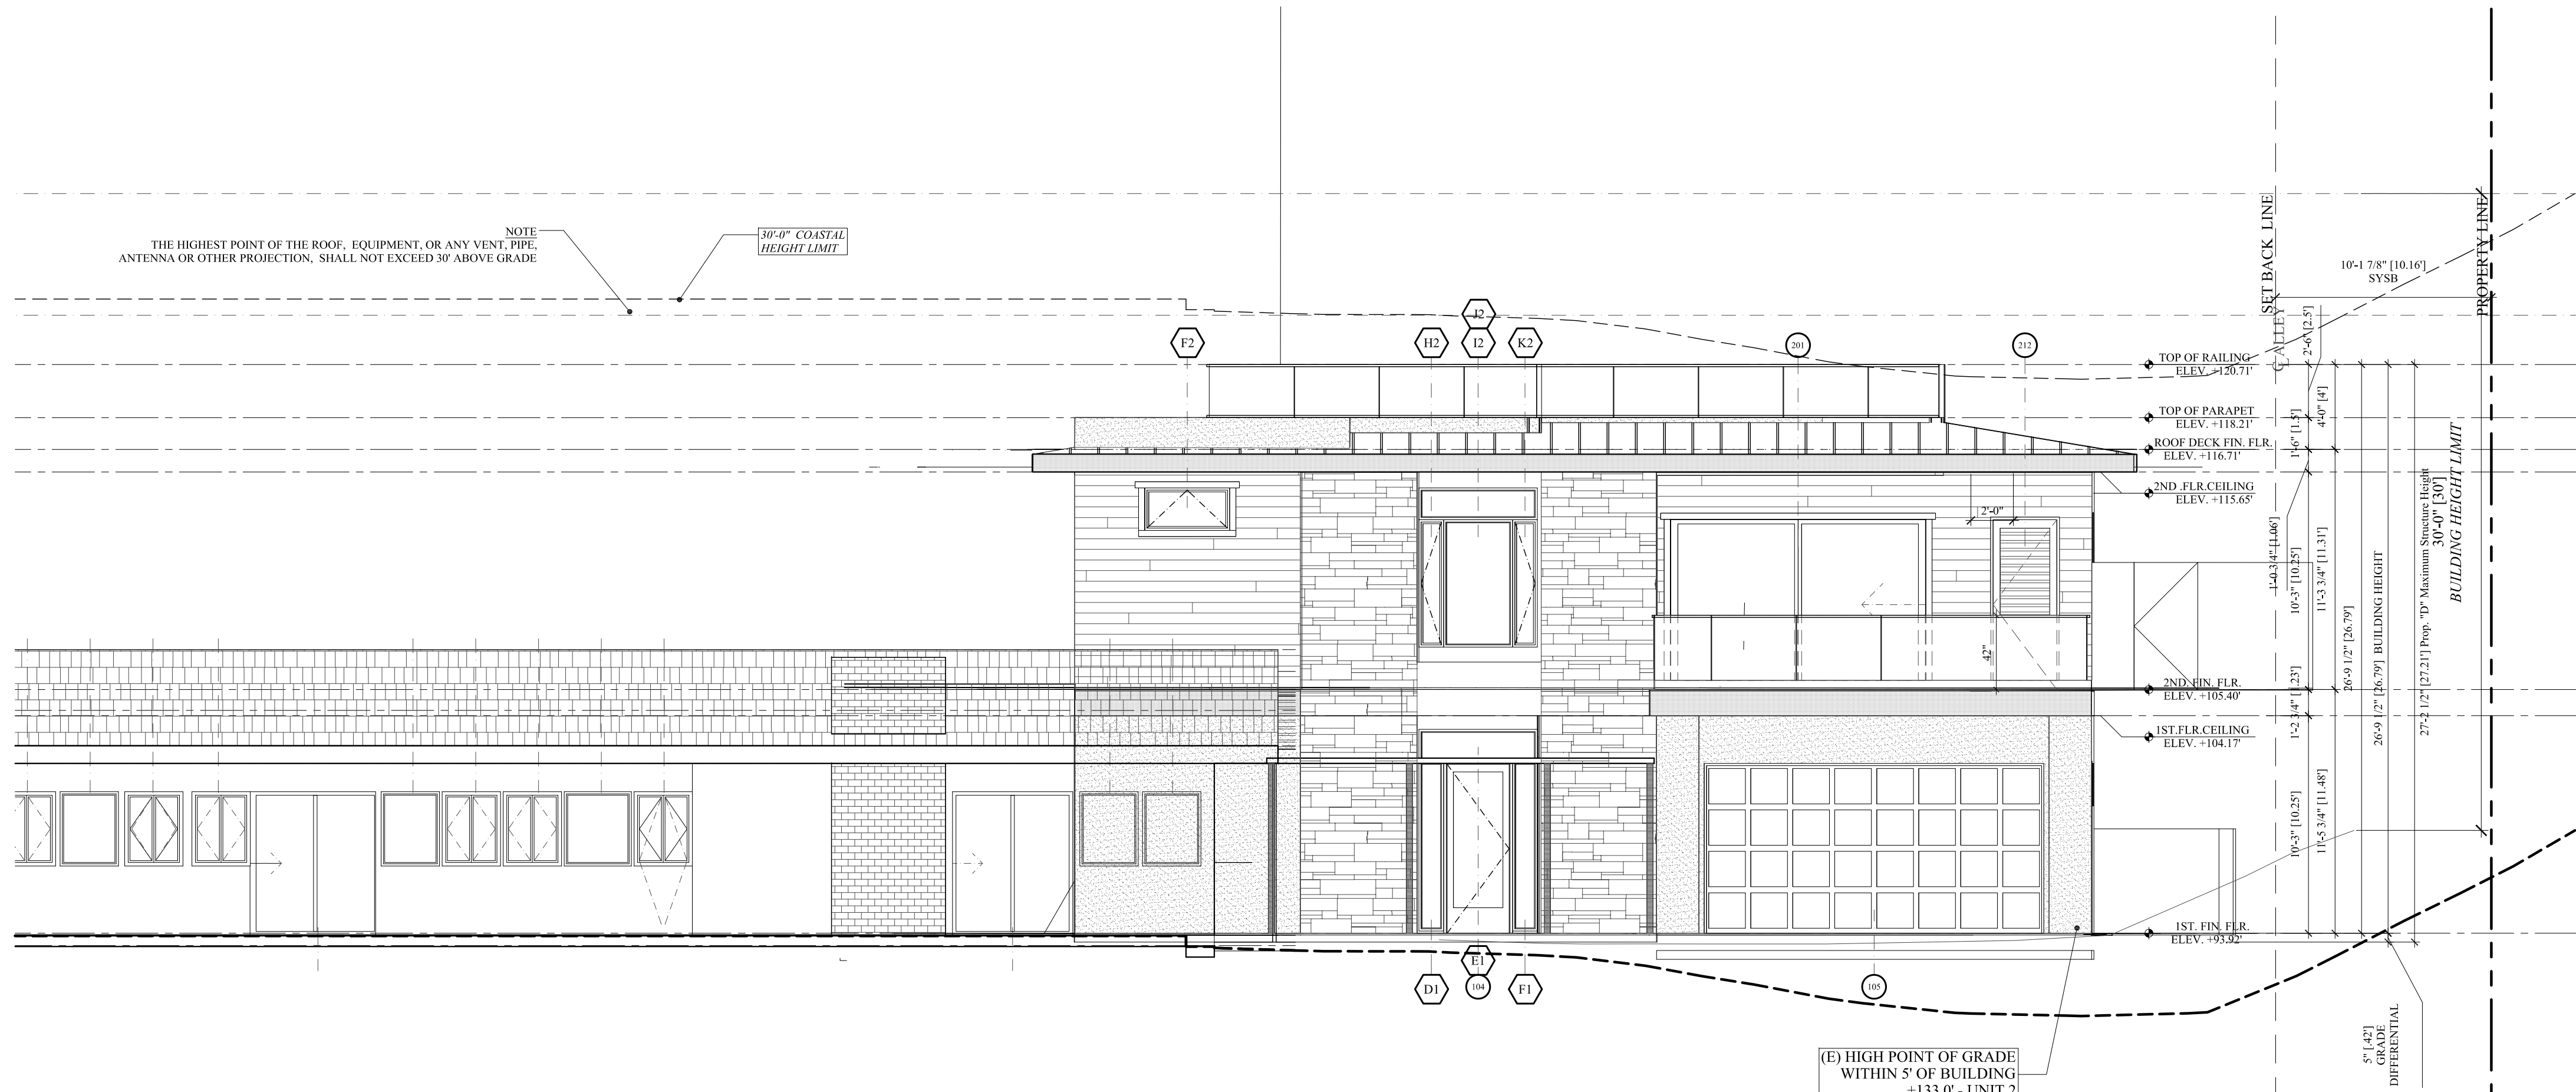 NOTE
THE HIGHEST POINT OF THE ROOF, EQUIPMENT, OR ANY VENT, PIPE,
ANTENNA OR OTHER PROJECTION, SHALL NOT EXCEED 30' ABOVE GRADE
30'-0" COASTAL
HEIGHT LIMIT
F2
H2
J2
I2
K2
201
212
2'-0"
42"
D1
E1
104
F1
105
TOP OF RAILING
ELEV. +120.71'
TOP OF PARAPET
ELEV. +118.21'
ROOF DECK FIN. FLR.
ELEV. +116.71'
2ND .FLR.CEILING
ELEV. +115.65'
2ND. FIN. FLR.
ELEV. +105.40'
1ST.FLR.CEILING
ELEV. +104.17'
1ST. FIN. FLR.
ELEV. +93.92'
SET BACK LINE
CL ALLEY
PROPERTY LINE
10'-1 7/8" [10.16']
SYSB
2'-6" [2.5']
1'-6" [1.5']
4'-0" [4']
1'-0 3/4" [1.06']
10'-3" [10.25']
11'-3 3/4" [11.31']
1'-2 3/4" [1.23']
10'-3" [10.25']
11'-5 3/4" [11.48']
26'-9 1/2" [26.79']
26'-9 1/2" [26.79'] BUILDING HEIGHT
27'-2 1/2" [27.21'] Prop. "D" Maximum Structure Height
30'-0" [30']
BUILDING HEIGHT LIMIT
5" [.42']
GRADE
DIFFERENTIAL
(E) HIGH POINT OF GRADE
WITHIN 5' OF BUILDING
+133.0' - UNIT 2